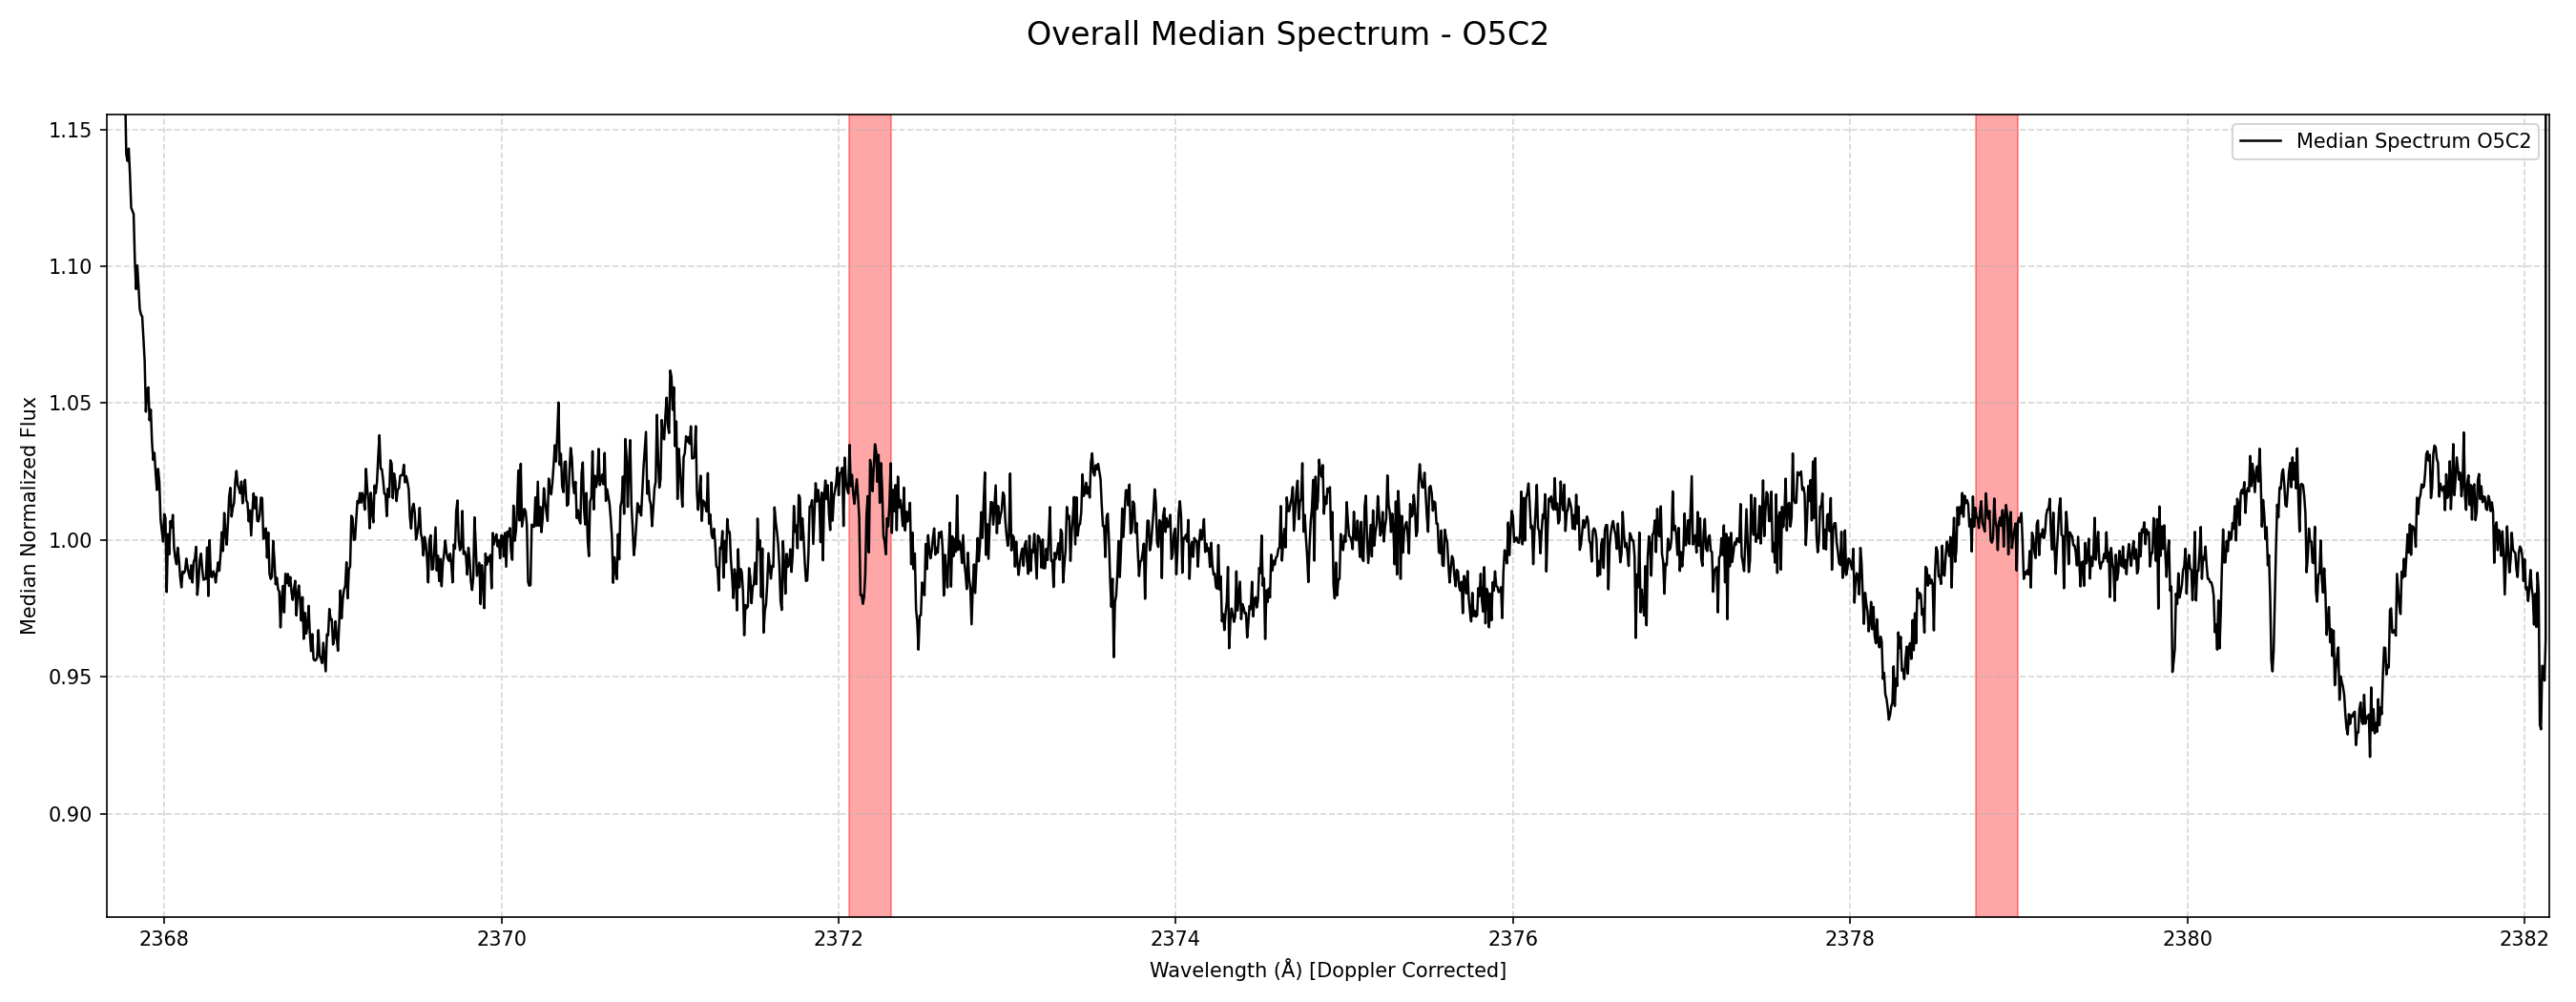 Overall Median Spectrum - O5C2
Median Spectrum O5C2
Median Normalized Flux
1.15
1.10
1.05
1.00
0.95
0.90
2368 2370 2372 2374 2376 2378 2380 2382
Wavelength (Å) [Doppler Corrected]